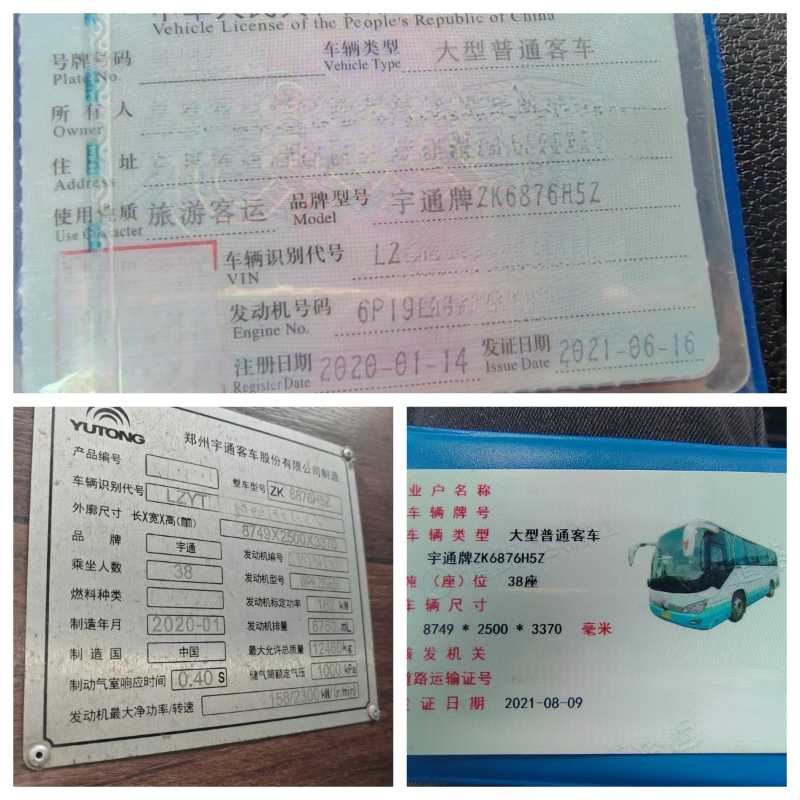 Vehicle License of the People's Republic of China
号牌号码
Plate No.
车辆类型 大型普通客车
Vehicle Type
所有人
Owner
住址
Address
使用性质 旅游客运
Use Character
品牌型号 宇通牌ZK6876H5Z
Model
车辆识别代号 LZ
VIN
发动机号码 6P19E
Engine No.
注册日期 2020-01-14
Register Date
发证日期 2021-06-16
Issue Date
YUTONG
郑州宇通客车股份有限公司制造
产品编号
车辆识别代号 LZYT
整车型号 ZK 6876H5Z
外廓尺寸 长X宽X高(mm) 8749X2500X3370
品牌 宇通
发动机编号
乘坐人数 38
发动机型号
燃料种类
发动机标定功率 162 kW
制造年月 2020-01
发动机排量 mL
制造国 中国
最大允许总质量 12460kg
制动气室响应时间 0.40 S
储气筒额定气压 1000 kPa
发动机最大净功率/转速 158/2300kW/(r/min)
业户名称
车辆牌号
车辆类型 大型普通客车
宇通牌ZK6876H5Z
吨(座)位 38座
车辆尺寸
8749 * 2500 * 3370 毫米
核发机关
道路运输证号
发证日期 2021-08-09